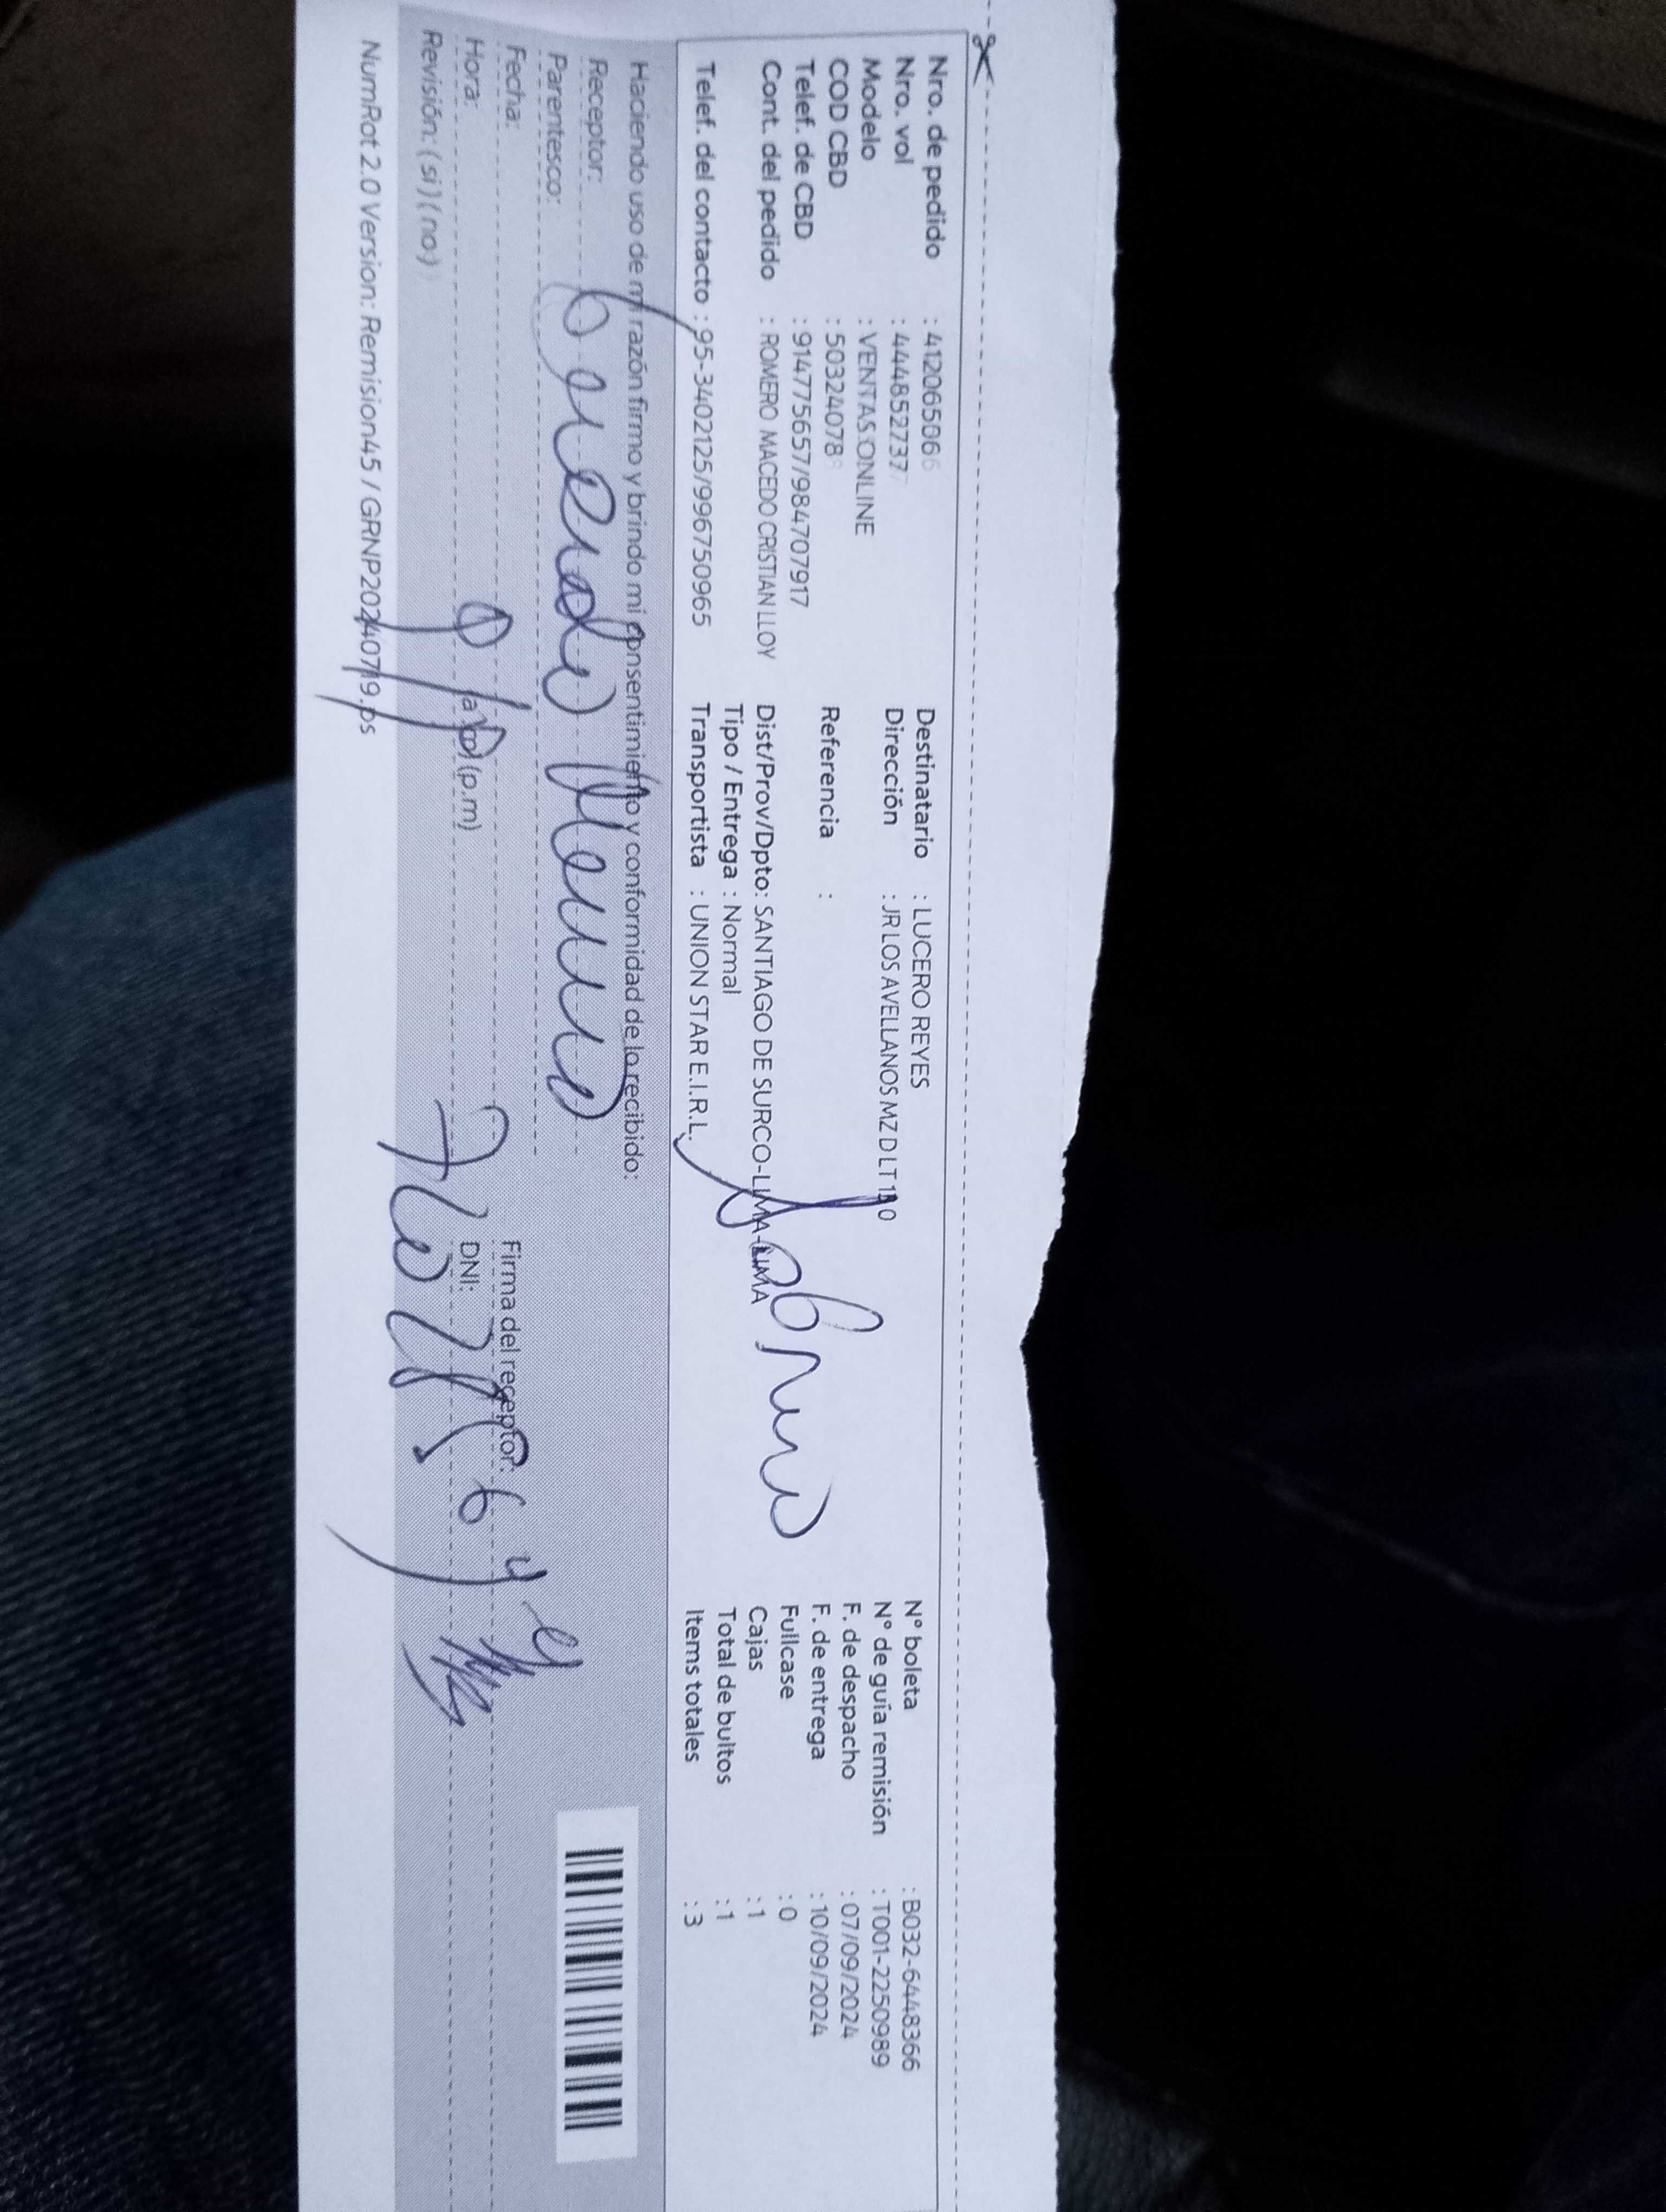 Nro. de pedido : 412065066
Nro. vol : 444852737
Modelo : VENTAS ONLINE
COD CBD : 50324078
Telef. de CBD : 914775657/984707917
Cont. del pedido : ROMERO MACEDO CRISTIAN LLOY
Telef. del contacto : 95-3402125/996750965
Destinatario : LUCERO REYES
Dirección : JR LOS AVELLANOS MZ D LT
Referencia :
Dist/Prov/Dpto: SANTIAGO DE SURCO-LIMA-LIMA
Tipo / Entrega : Normal
Transportista : UNION STAR E.I.R.L.
N° boleta : B032-6448366
N° de guía remisión : T001-2250989
F. de despacho : 07/09/2024
F. de entrega : 10/09/2024
Fullcase : 0
Cajas : 1
Total de bultos : 1
Items totales : 3
Haciendo uso de mi razón firmo y brindo mi consentimiento y conformidad de lo recibido:
Receptor:
Parentesco:
Fecha:
Firma del receptor:
Hora: (p.m)
DNI:
Revisión: (si) (no)
NumRot 2.0 Version: Remision45 / GRNP20240719.ps